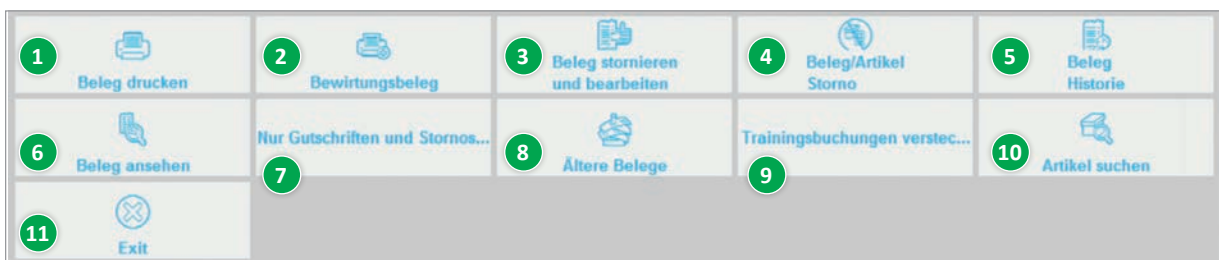 1
Beleg drucken
2
Bewirtungsbeleg
3
Beleg stornieren
und bearbeiten
4
Beleg/Artikel
Storno
5
Beleg
Historie
6
Beleg ansehen
Nur Gutschriften und Stornos...
7
8
Ältere Belege
Trainingsbuchungen verstec...
9
10
Artikel suchen
11
Exit